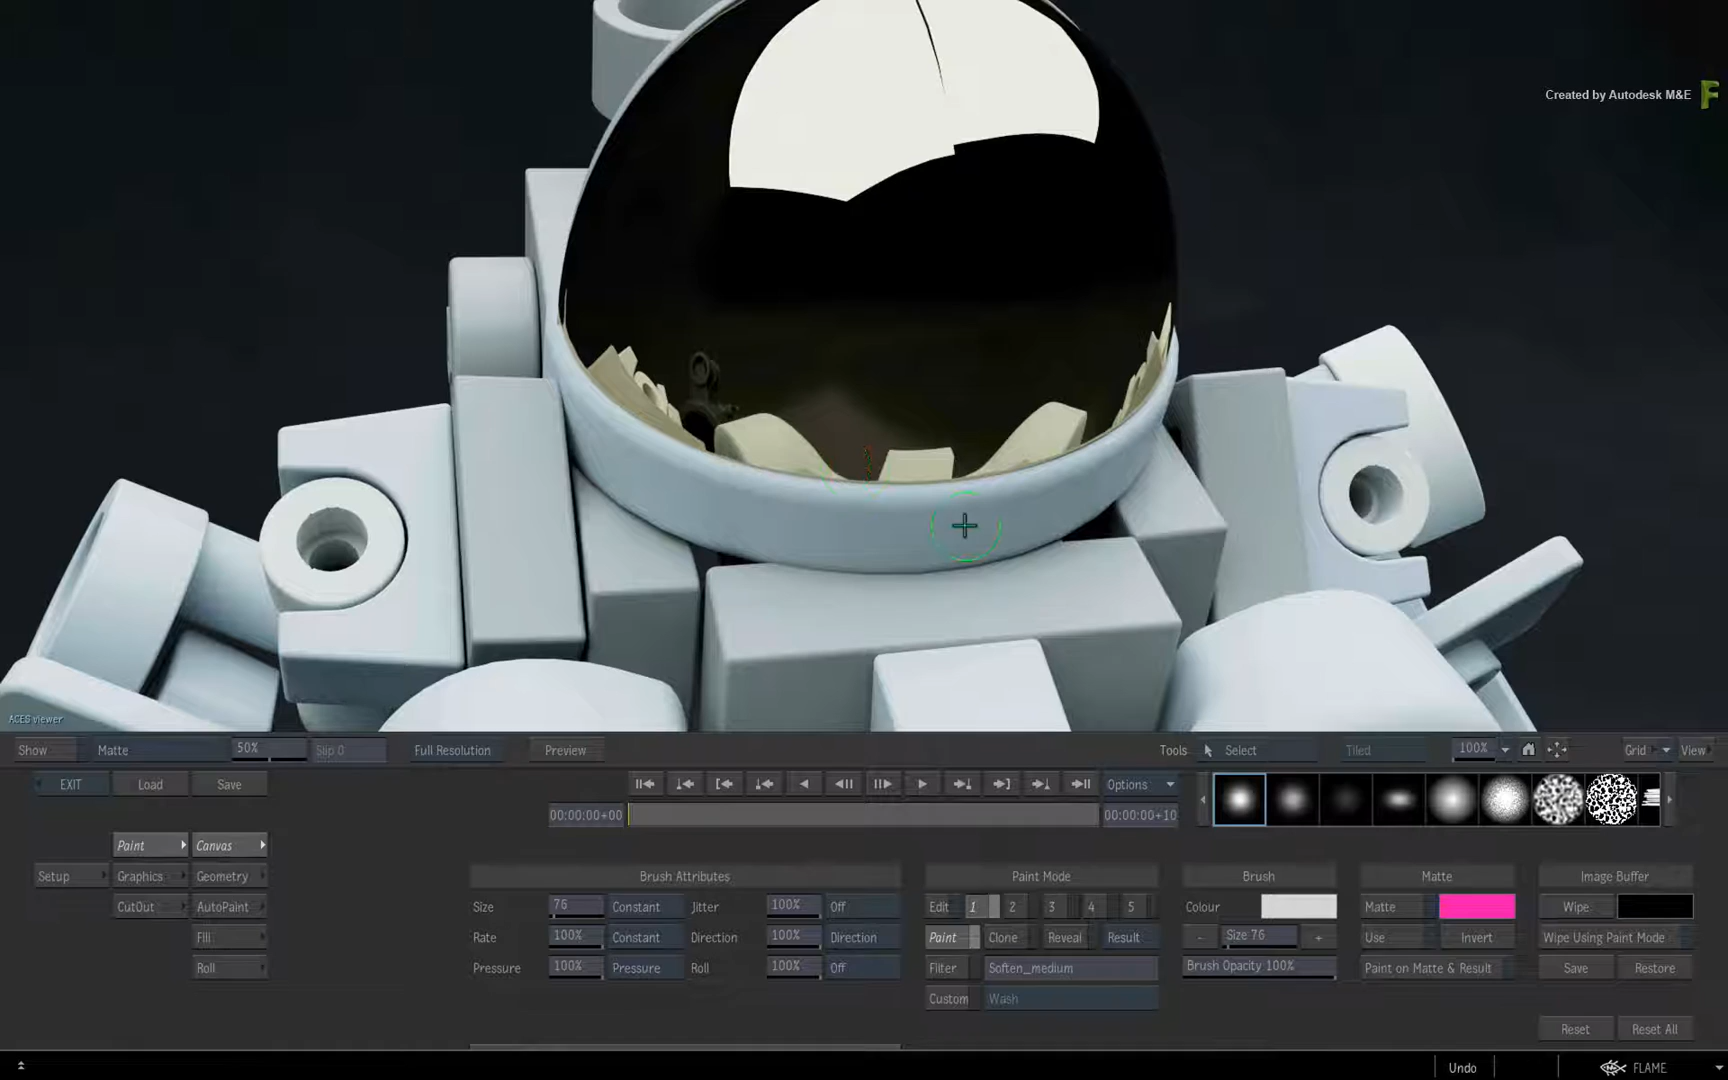 Created by Autodesk M&E
ACES viewer
Show Matte 50% Slip 0 Full Resolution Preview Tools Select Tiled 100% Grid View
EXIT Load Save Options
00:00:00+00 00:00:00+10
Paint Canvas
Setup Graphics Geometry Brush Attributes Paint Mode Brush Matte Image Buffer
CutOut AutoPaint Size 76 Constant Jitter 100% Off Edit 1 2 3 4 5 Colour Matte Wipe
Fill Rate 100% Constant Direction 100% Direction Paint Clone Reveal Result - Size 76 + Use Invert Wipe Using Paint Mode
Roll Pressure 100% Pressure Roll 100% Off Filter Soften_medium Brush Opacity 100% Paint on Matte & Result Save Restore
Custom Wash
Reset Reset All
Undo FLAME